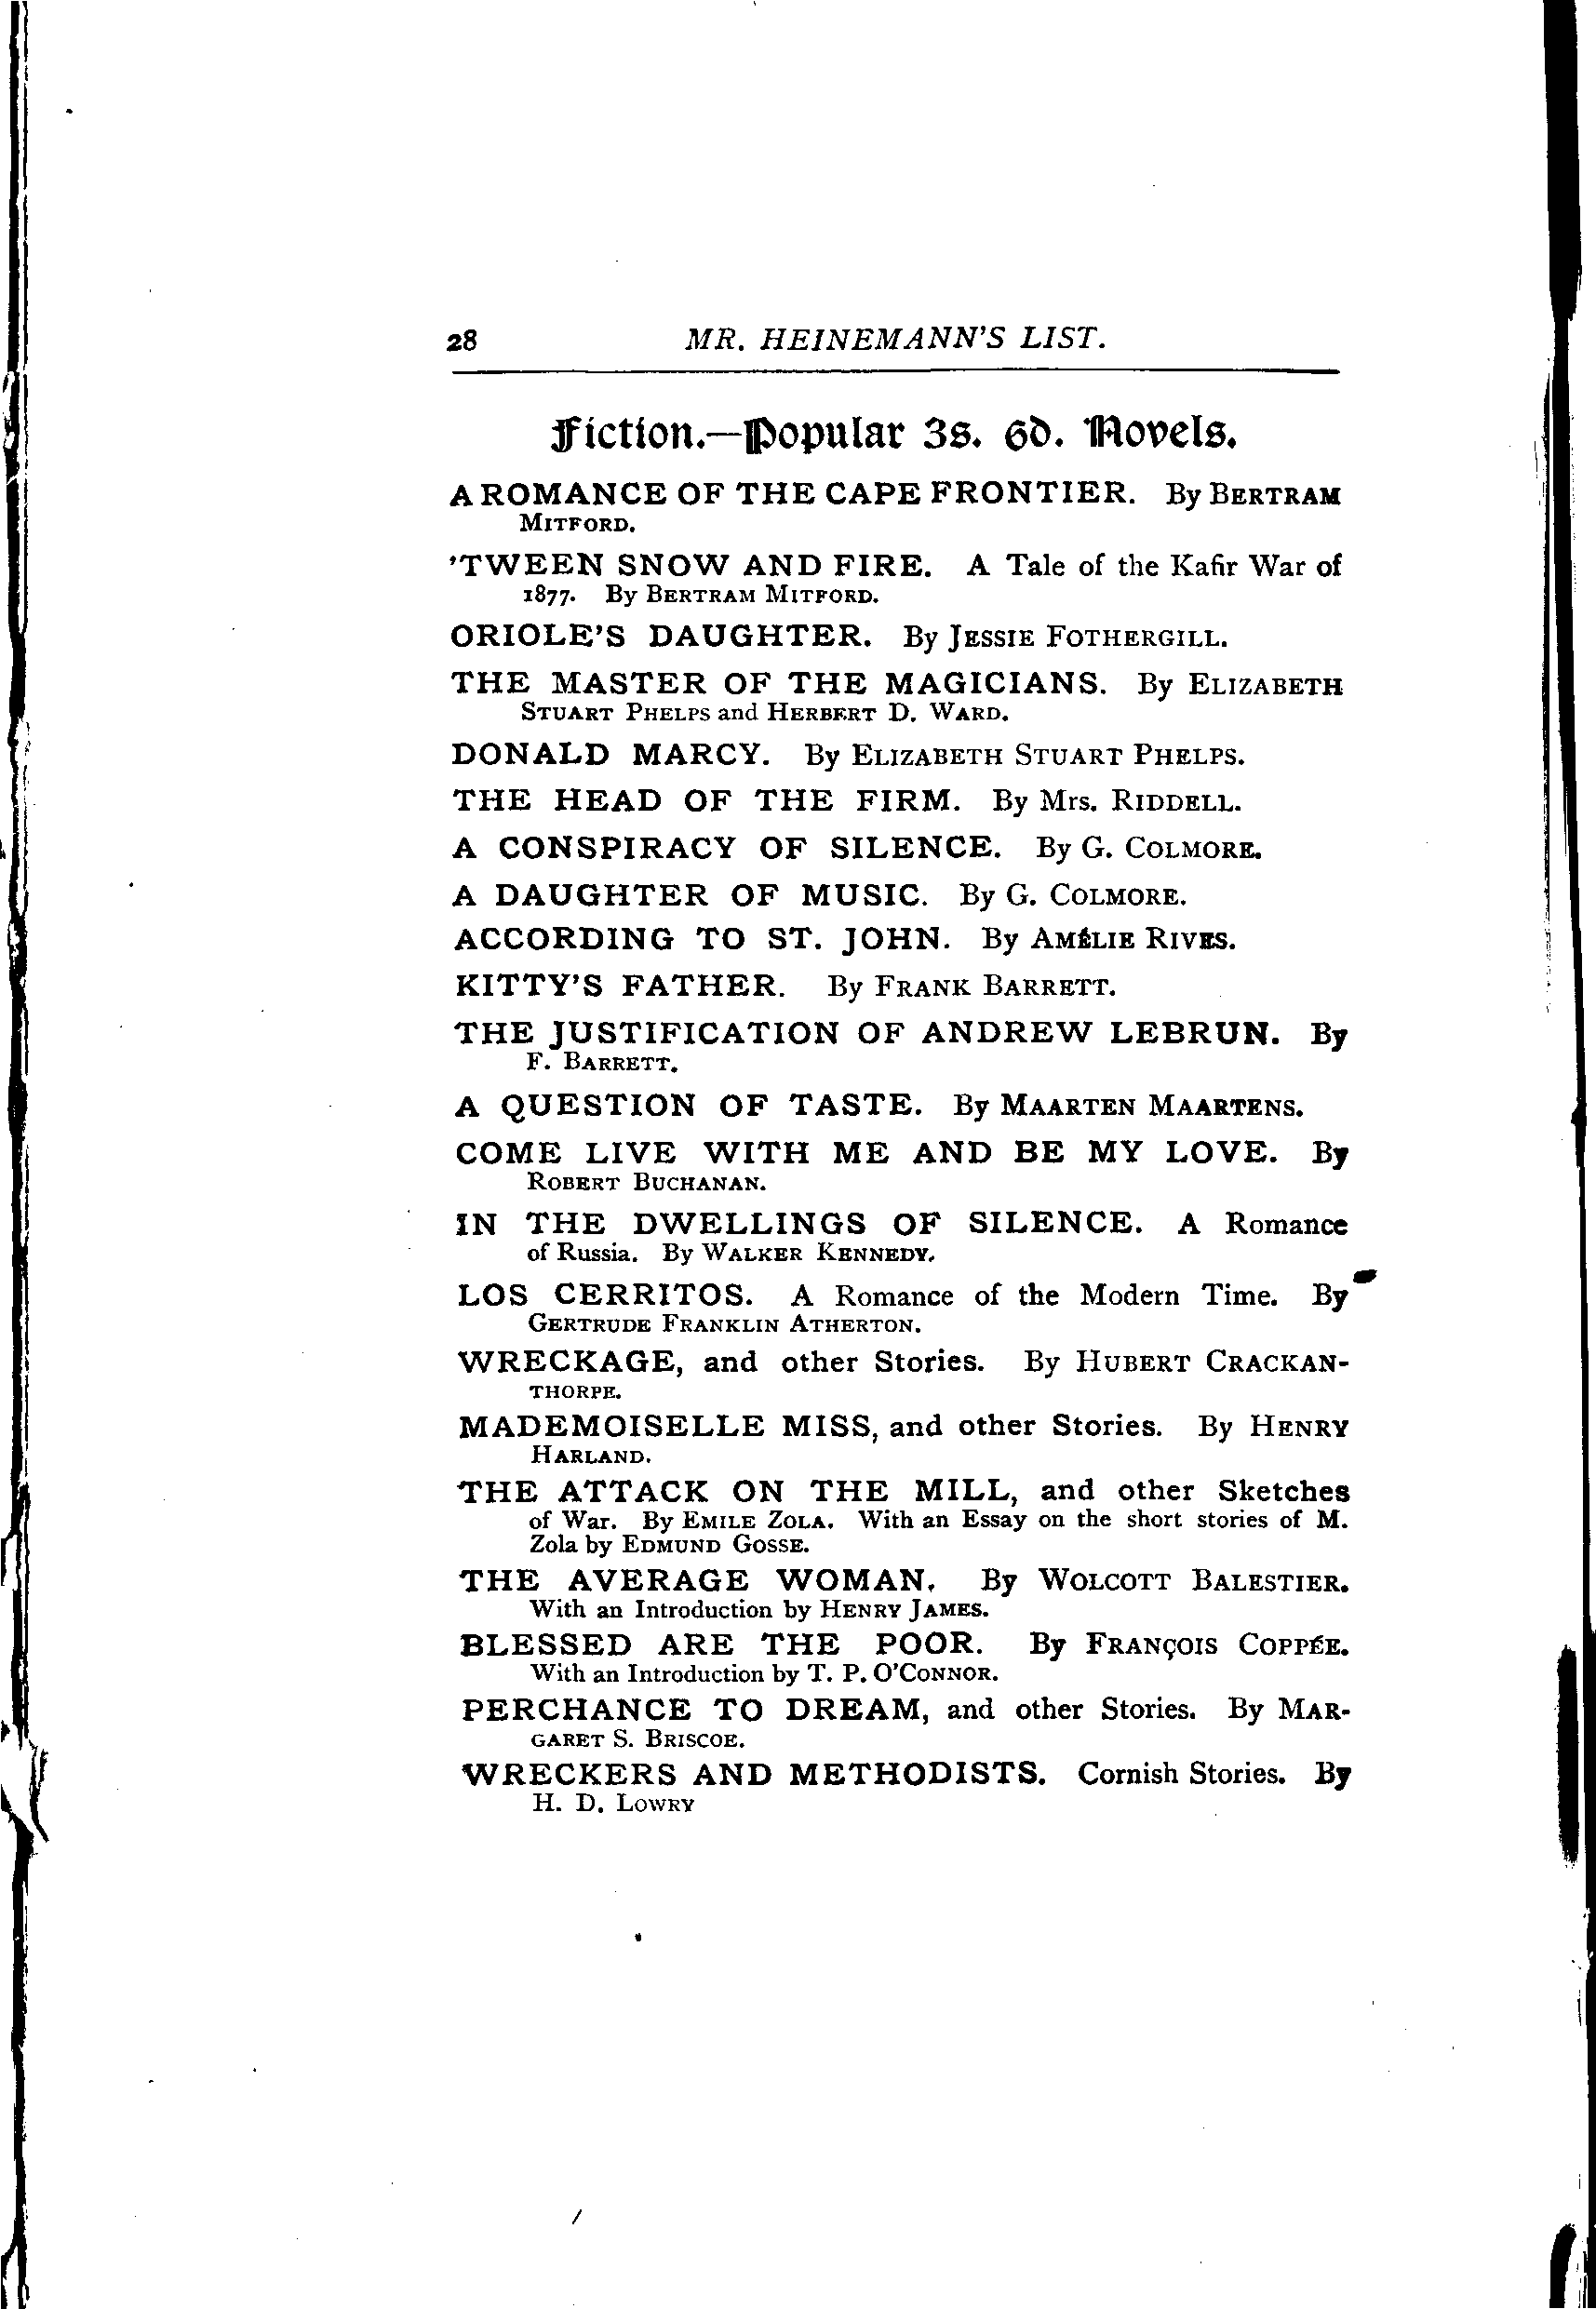 28 MR. HEINEMANN'S LIST.
Fiction.—Popular 3s. 6d. Novels.
A ROMANCE OF THE CAPE FRONTIER. By BERTRAM
MITFORD.
'TWEEN SNOW AND FIRE. A Tale of the Kafir War of
1877. By BERTRAM MITFORD.
ORIOLE'S DAUGHTER. By JESSIE FOTHERGILL.
THE MASTER OF THE MAGICIANS. By ELIZABETH
STUART PHELPS and HERBERT D. WARD.
DONALD MARCY. By ELIZABETH STUART PHELPS.
THE HEAD OF THE FIRM. By Mrs. RIDDELL.
A CONSPIRACY OF SILENCE. By G. COLMORE.
A DAUGHTER OF MUSIC. By G. COLMORE.
ACCORDING TO ST. JOHN. By AMÉLIE RIVES.
KITTY'S FATHER. By FRANK BARRETT.
THE JUSTIFICATION OF ANDREW LEBRUN. By
F. BARRETT.
A QUESTION OF TASTE. By MAARTEN MAARTENS.
COME LIVE WITH ME AND BE MY LOVE. By
ROBERT BUCHANAN.
IN THE DWELLINGS OF SILENCE. A Romance
of Russia. By WALKER KENNEDY.
LOS CERRITOS. A Romance of the Modern Time. By
GERTRUDE FRANKLIN ATHERTON.
WRECKAGE, and other Stories. By HUBERT CRACKAN-
THORPE.
MADEMOISELLE MISS, and other Stories. By HENRY
HARLAND.
THE ATTACK ON THE MILL, and other Sketches
of War. By EMILE ZOLA. With an Essay on the short stories of M.
Zola by EDMUND GOSSE.
THE AVERAGE WOMAN. By WOLCOTT BALESTIER.
With an Introduction by HENRY JAMES.
BLESSED ARE THE POOR. By FRANÇOIS COPPÉE.
With an Introduction by T. P. O'CONNOR.
PERCHANCE TO DREAM, and other Stories. By MAR-
GARET S. BRISCOE.
WRECKERS AND METHODISTS. Cornish Stories. By
H. D. LOWRY